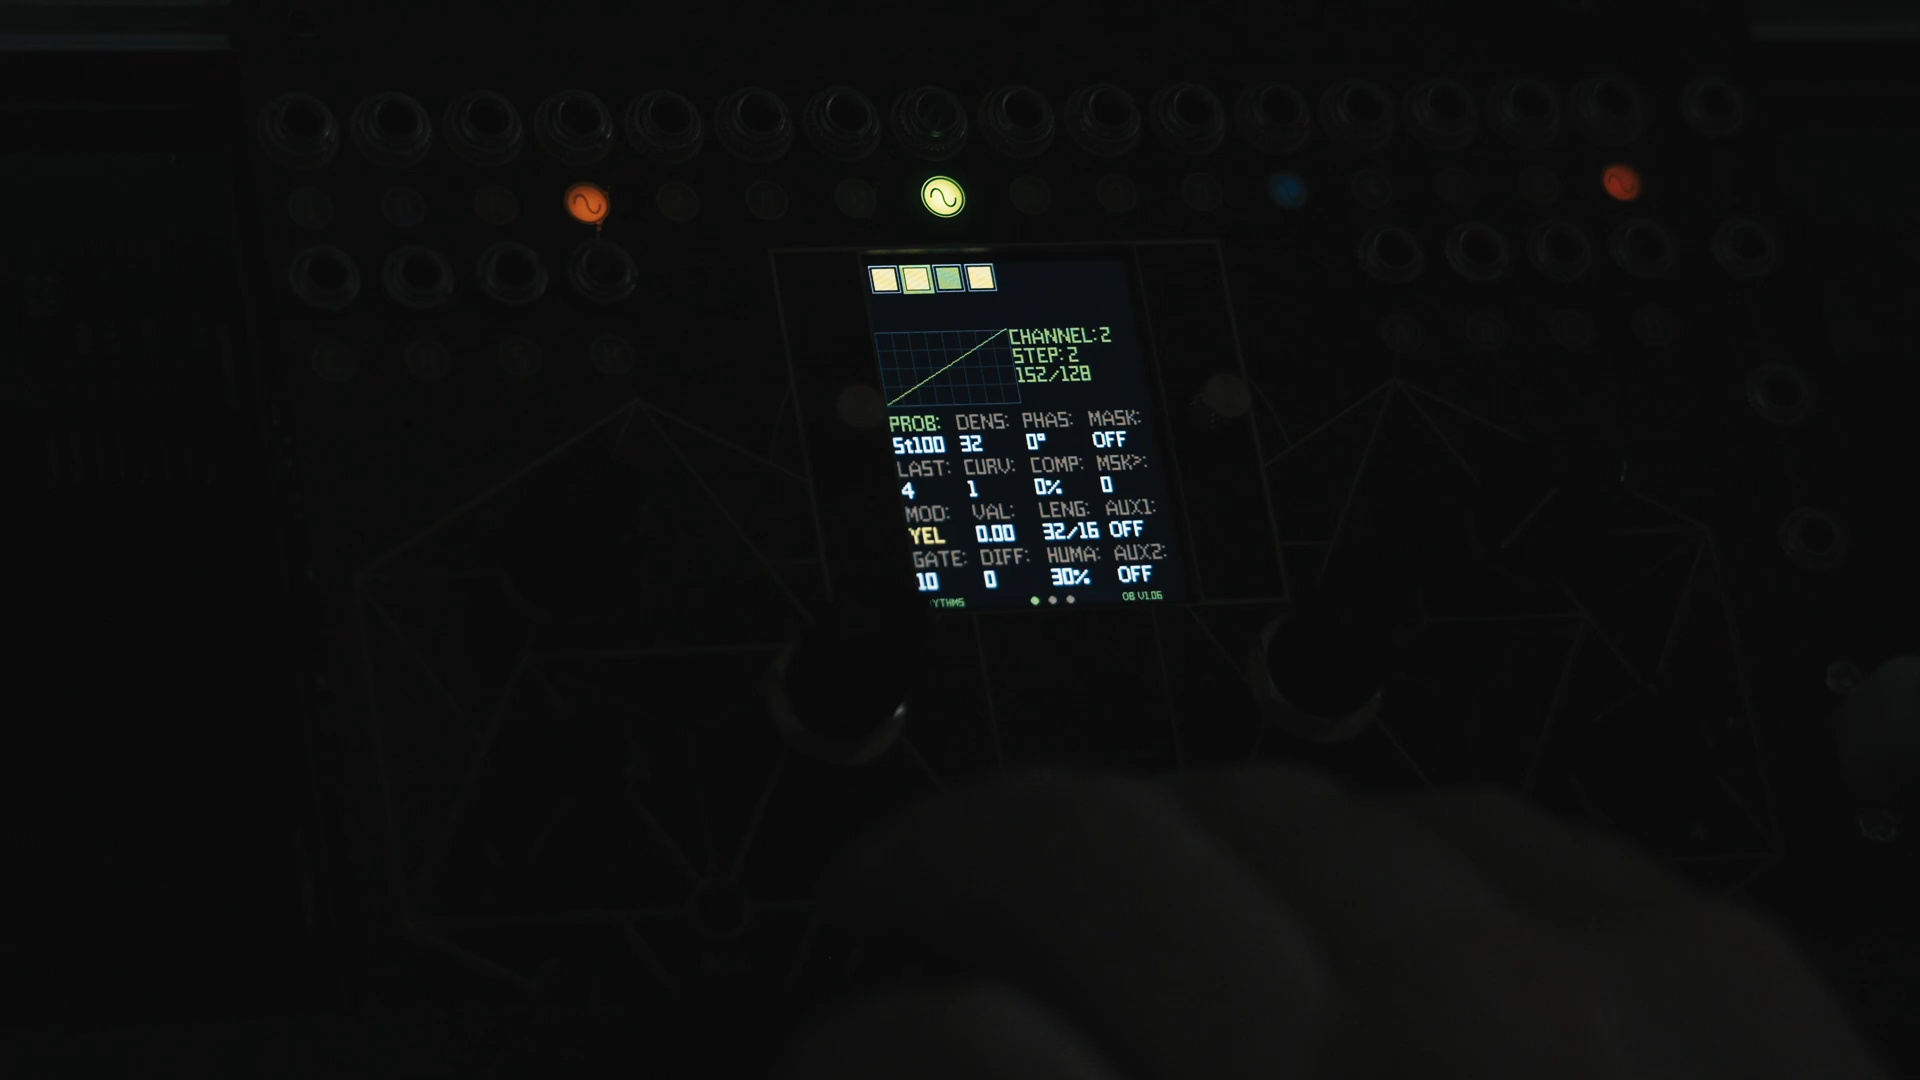 CHANNEL:2
STEP:2
152/128
PROB: DENS: PHAS: MASK:
St100 32 0° OFF
LAST: CURV: COMP: MSK>:
4 1 0% 0
MOD: VAL: LENG: AUX1:
YEL 0.00 32/16 OFF
GATE: DIFF: HUMA: AUX2:
10 0 30% OFF
YTHMS OB V1.06